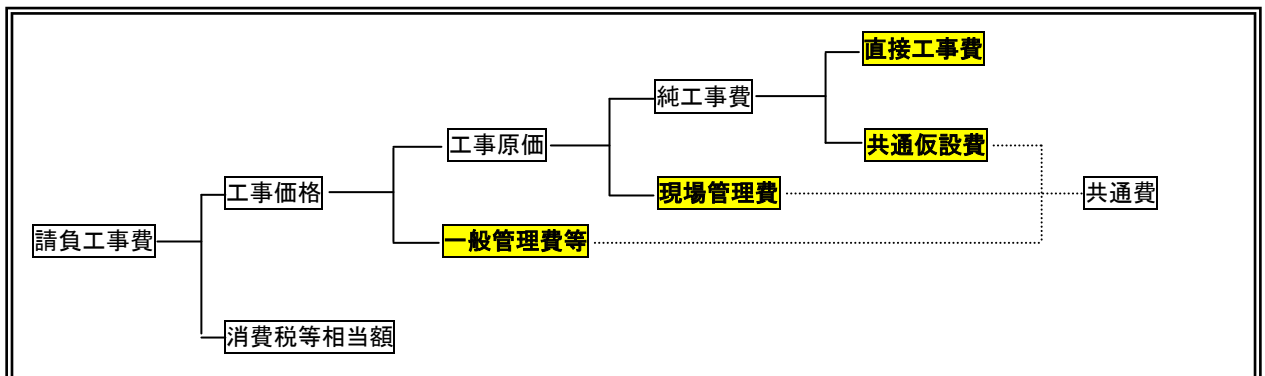 直接工事費
純工事費
工事原価
共通仮設費
工事価格
現場管理費
共通費
請負工事費
一般管理費等
消費税等相当額